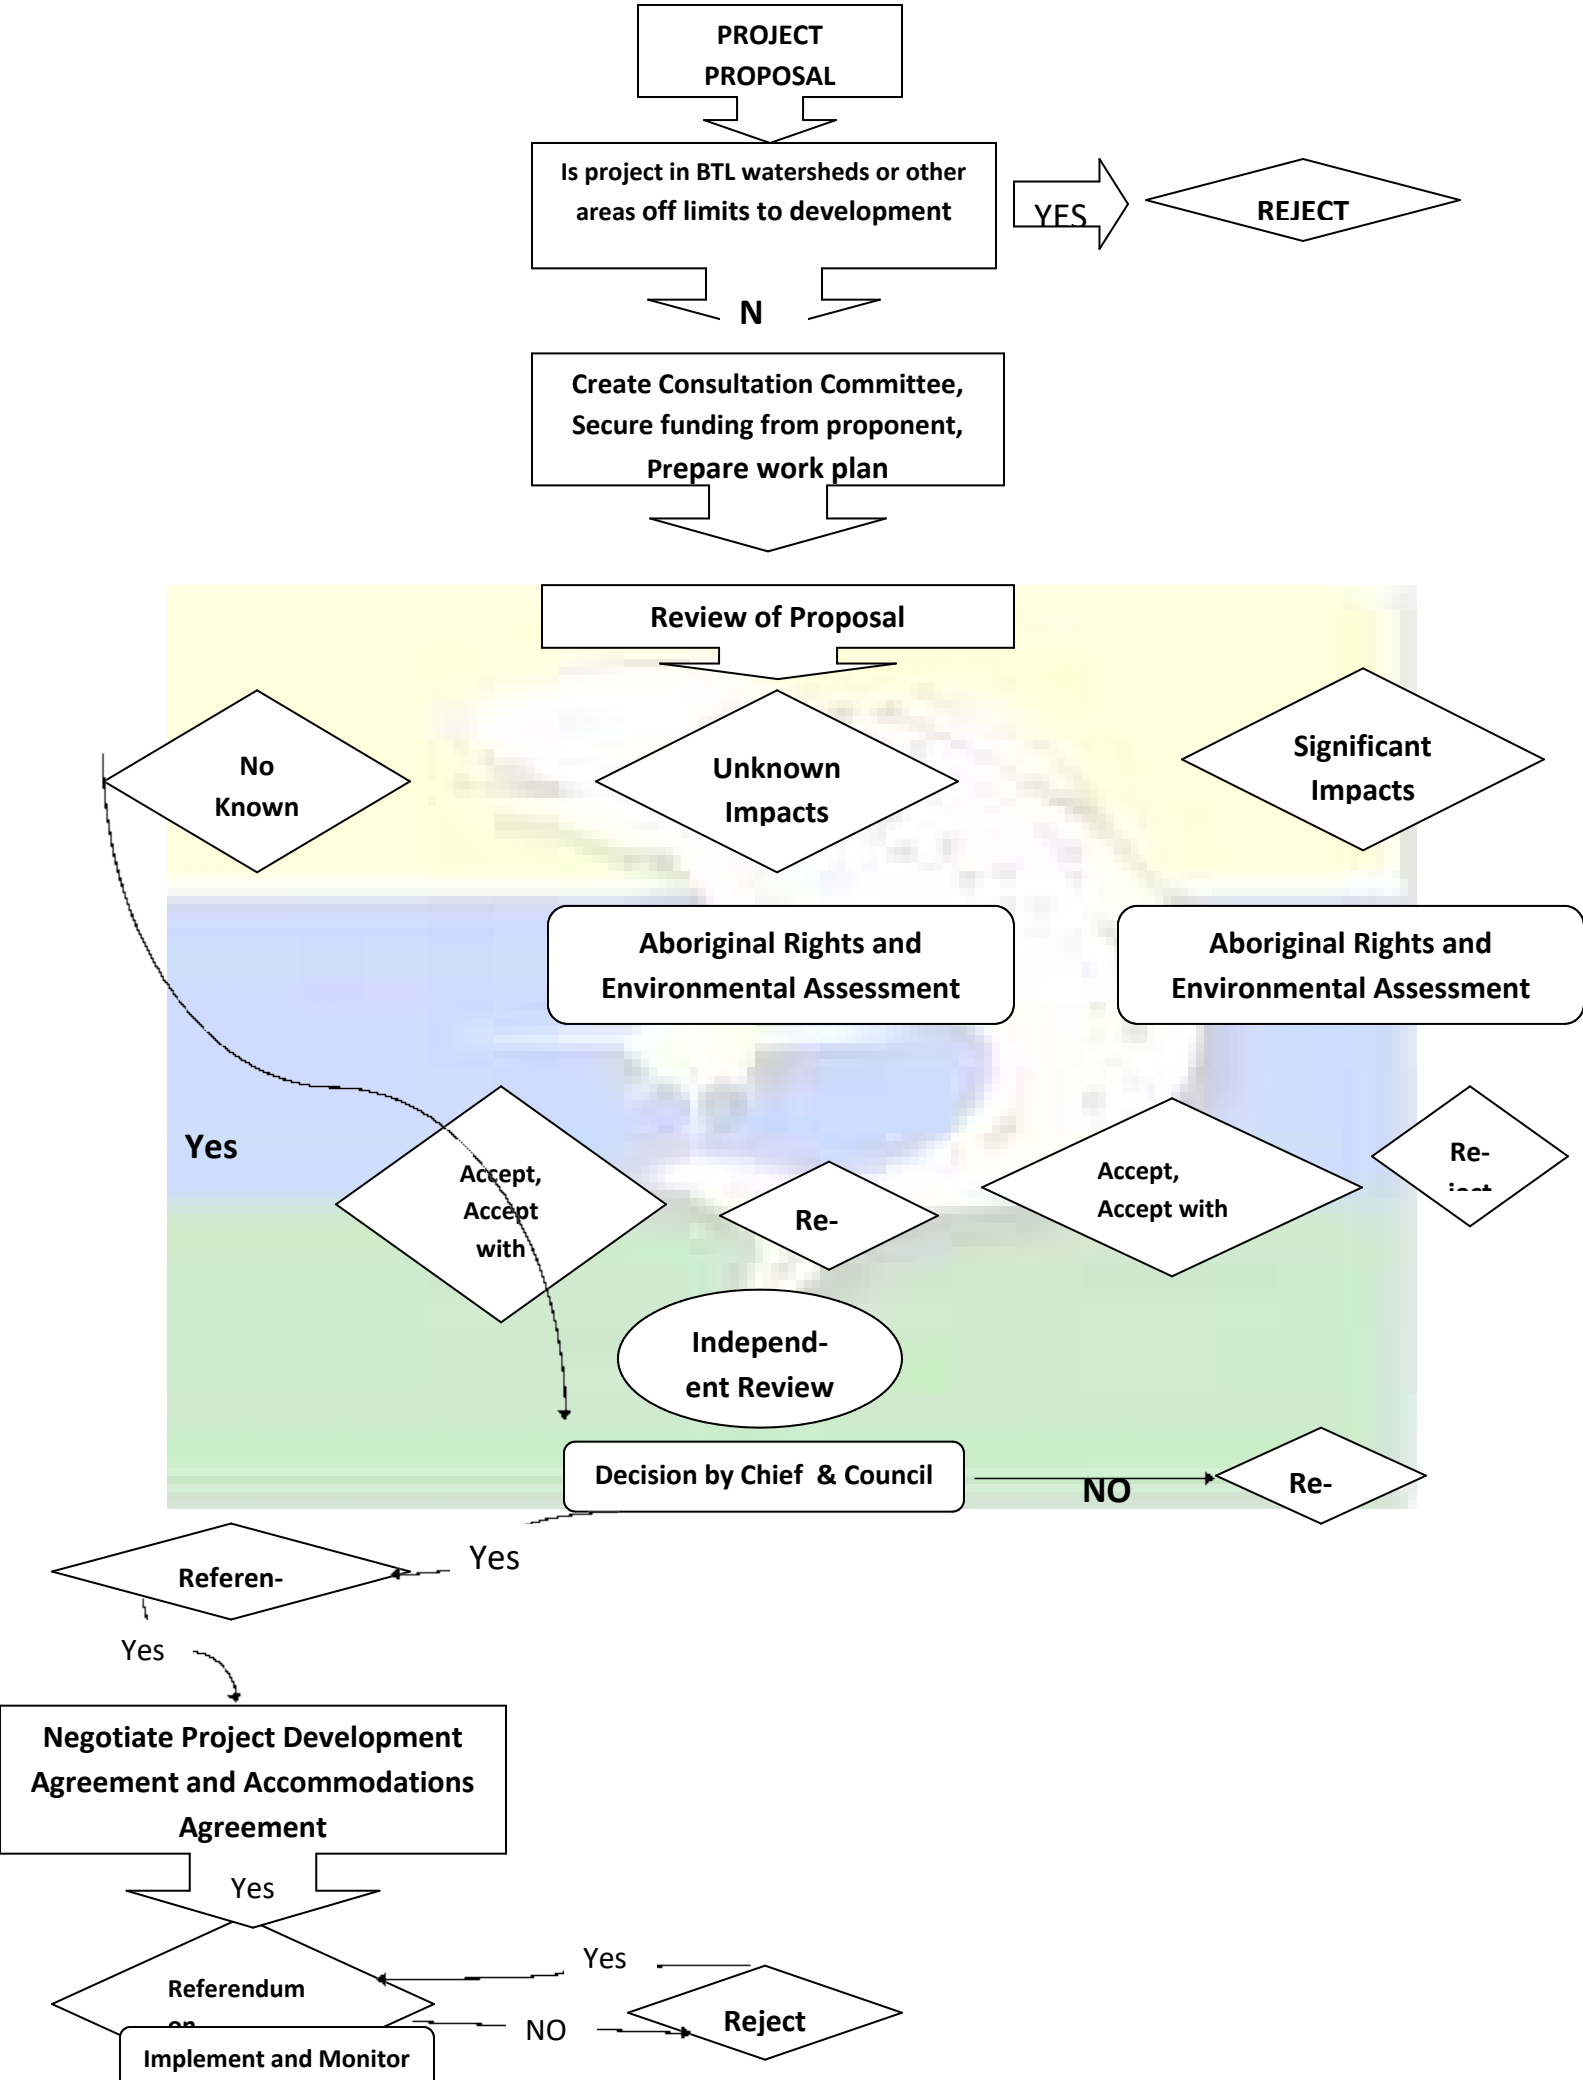 PROJECT
PROPOSAL
Is project in BTL watersheds or other
areas off limits to development
YES
REJECT
N
Create Consultation Committee,
Secure funding from proponent,
Prepare work plan
Review of Proposal
No
Known
Unknown
Impacts
Significant
Impacts
Aboriginal Rights and
Environmental Assessment
Aboriginal Rights and
Environmental Assessment
Yes
Accept,
Accept
with
Re-
Accept,
Accept with
Re-
ject
Independ-
ent Review
Decision by Chief & Council
NO
Re-
Yes
Referen-
Yes
Negotiate Project Development
Agreement and Accommodations
Agreement
Yes
Referendum
on
Yes
NO
Reject
Implement and Monitor